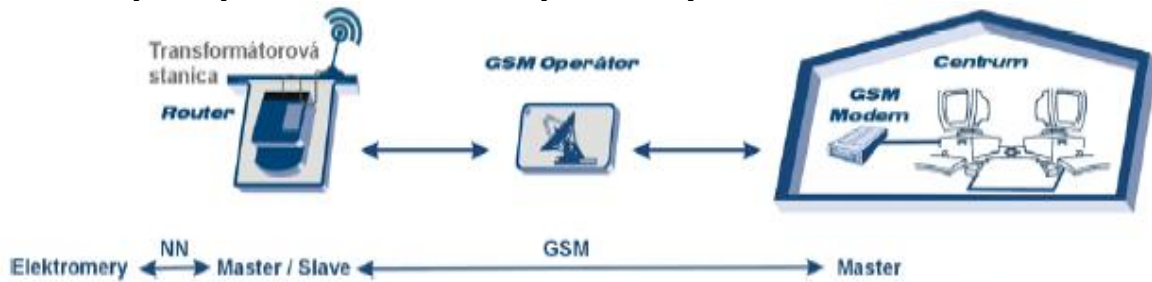 Transformátorová
stanica
Router
GSM Operátor
Centrum
GSM
Modem
NN
GSM
Elektromery
Master / Slave
Master